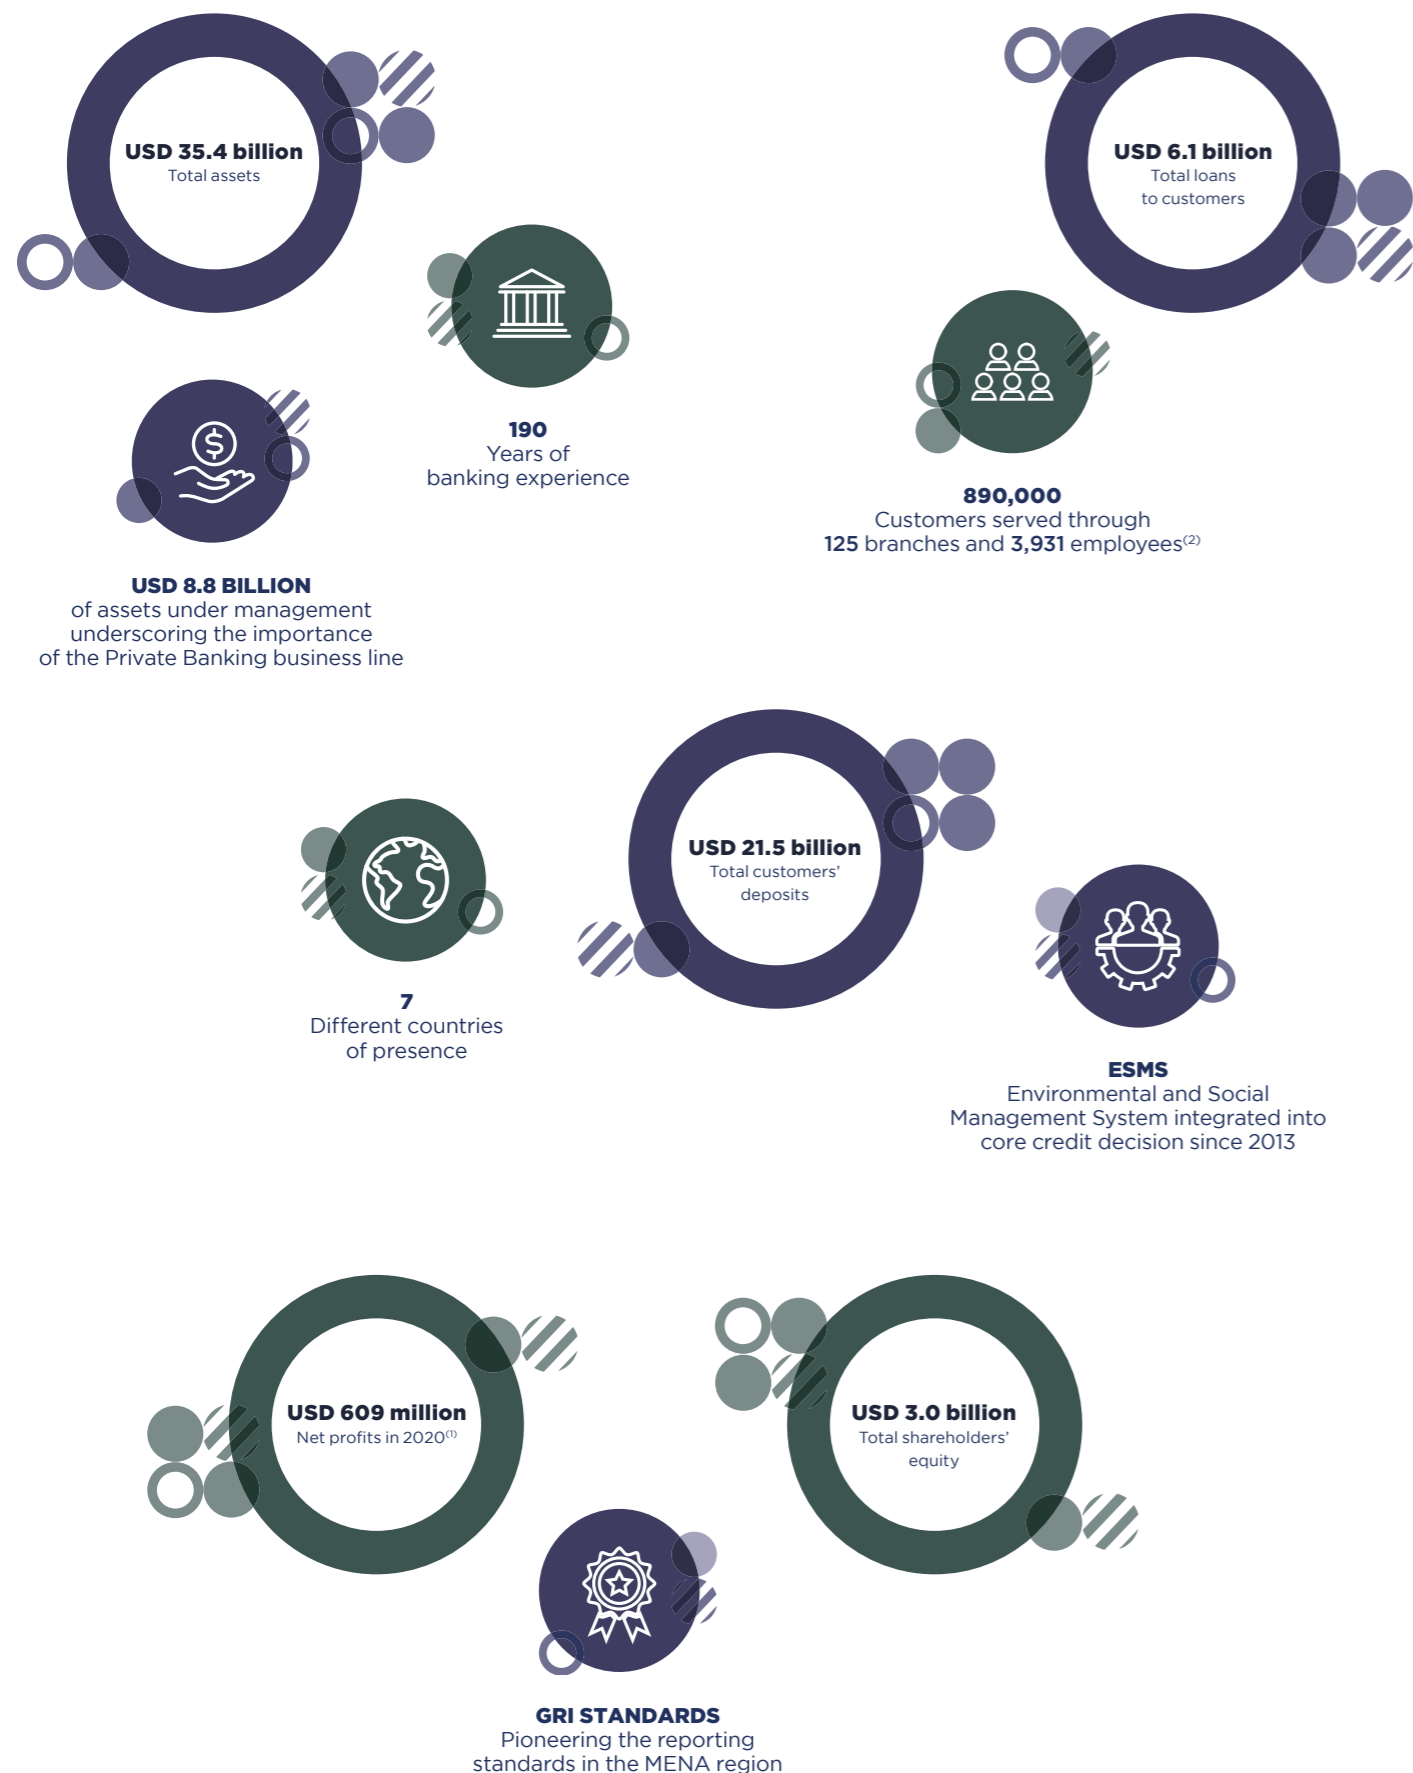 USD 35.4 billion
Total assets
USD 6.1 billion
Total loans
to customers
190
Years of
banking experience
890,000
Customers served through
125 branches and 3,931 employees(2)
USD 8.8 BILLION
of assets under management
underscoring the importance
of the Private Banking business line
USD 21.5 billion
Total customers’
deposits
7
Different countries
of presence
ESMS
Environmental and Social
Management System integrated into
core credit decision since 2013
USD 609 million
Net profits in 2020(1)
USD 3.0 billion
Total shareholders’
equity
GRI STANDARDS
Pioneering the reporting
standards in the MENA region